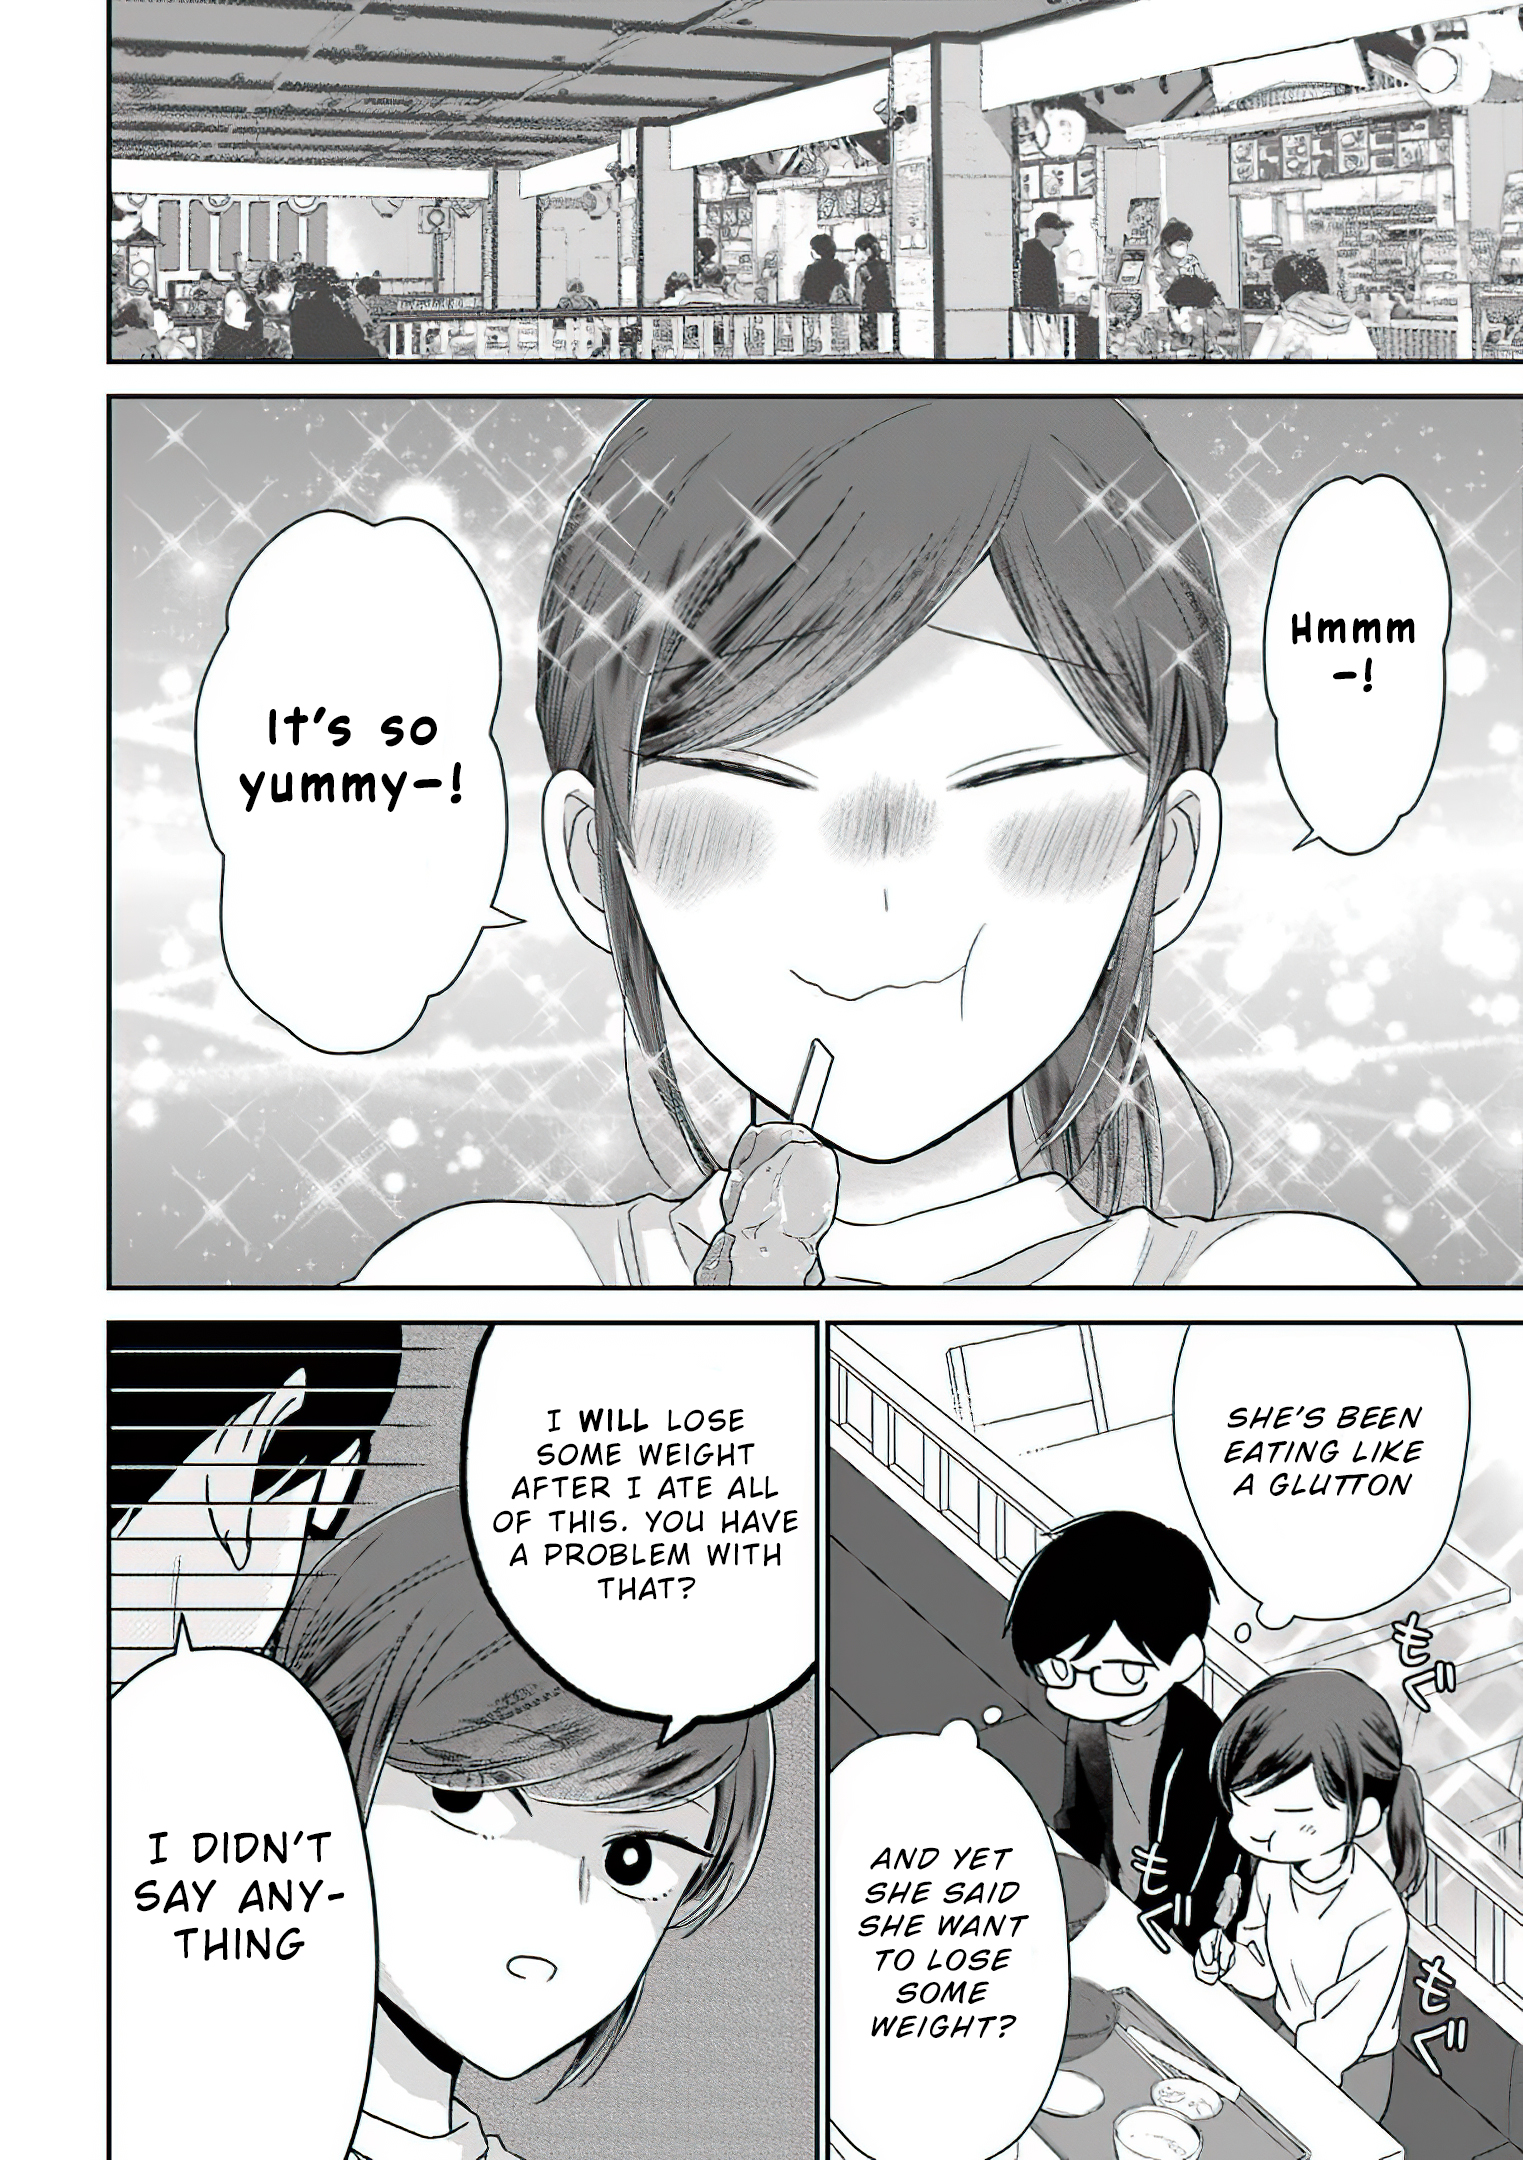 Hmmm
-!
It's so
yummy-!
SHE'S BEEN
EATING LIKE
A GLUTTON
もぐ
もぐ
もぐ
AND YET
SHE SAID
SHE WANT
TO LOSE
SOME
WEIGHT?
I WILL LOSE
SOME WEIGHT
AFTER I ATE ALL
OF THIS. YOU HAVE
A PROBLEM WITH
THAT?
I DIDN'T
SAY ANY-
THING